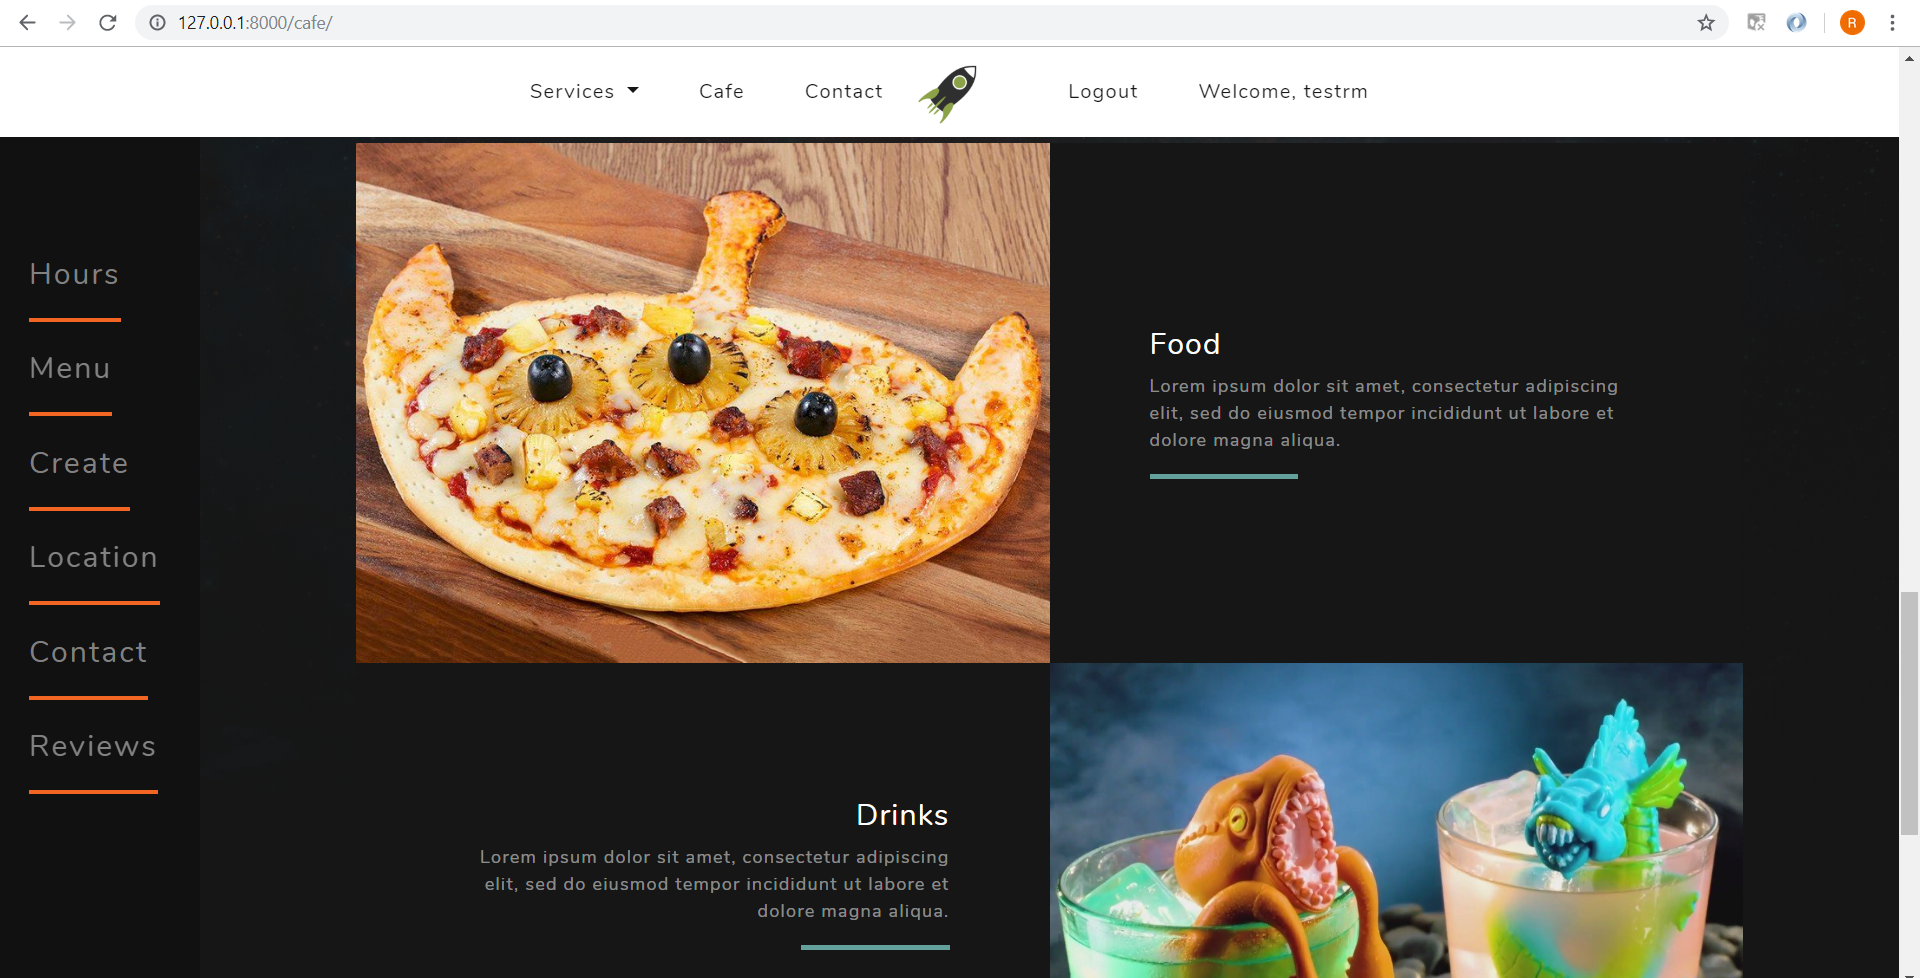 127.0.0.1:8000/cafe/
R
Services
Cafe
Contact
Logout
Welcome, testrm
Hours
Menu
Create
Location
Contact
Reviews
Food
Lorem ipsum dolor sit amet, consectetur adipiscing
elit, sed do eiusmod tempor incididunt ut labore et
dolore magna aliqua.
Drinks
Lorem ipsum dolor sit amet, consectetur adipiscing
elit, sed do eiusmod tempor incididunt ut labore et
dolore magna aliqua.